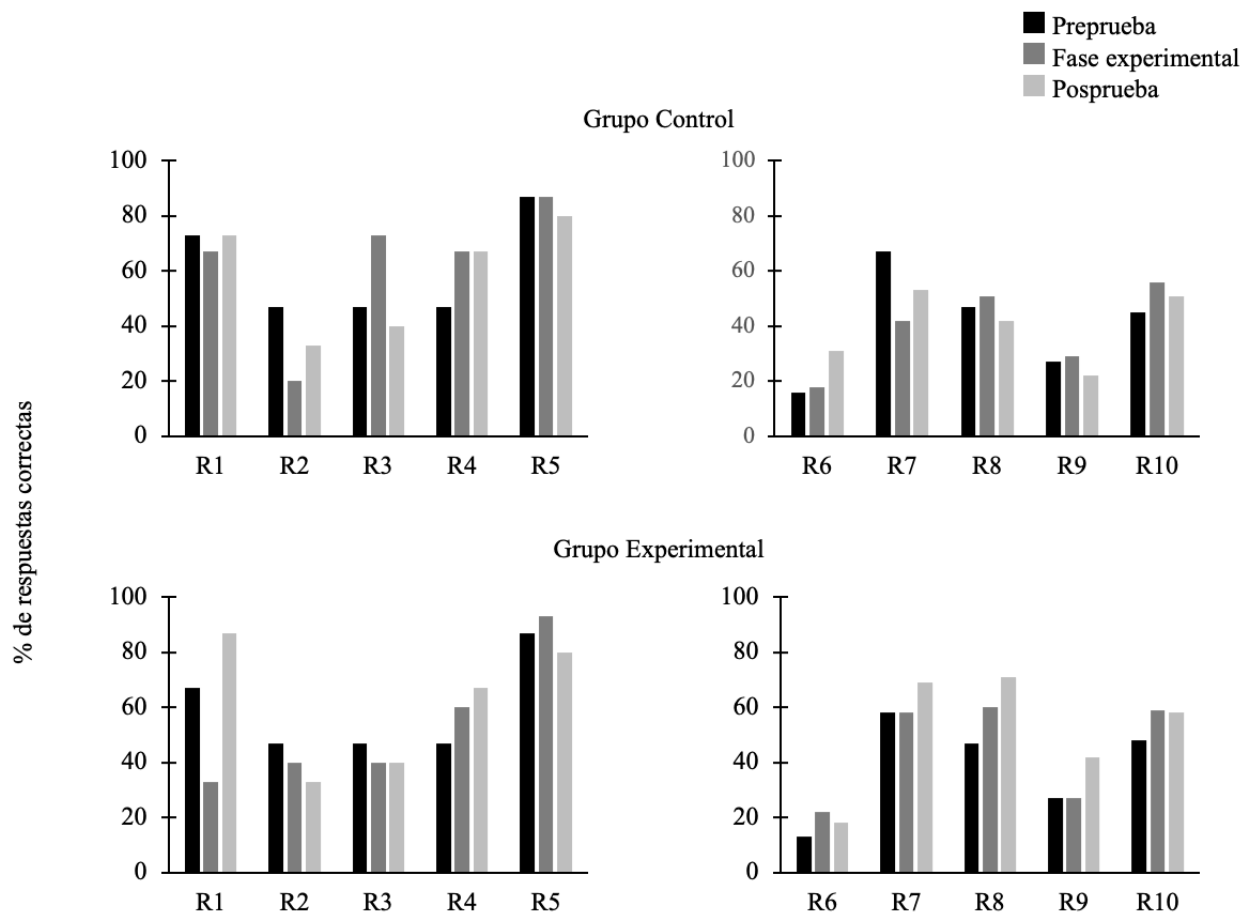 Preprueba
Fase experimental
Posprueba
Grupo Control
100
80
60
40
20
0
R1 R2 R3 R4 R5
100
80
60
40
20
0
R6 R7 R8 R9 R10
% de respuestas correctas
Grupo Experimental
100
80
60
40
20
0
R1 R2 R3 R4 R5
100
80
60
40
20
0
R6 R7 R8 R9 R10